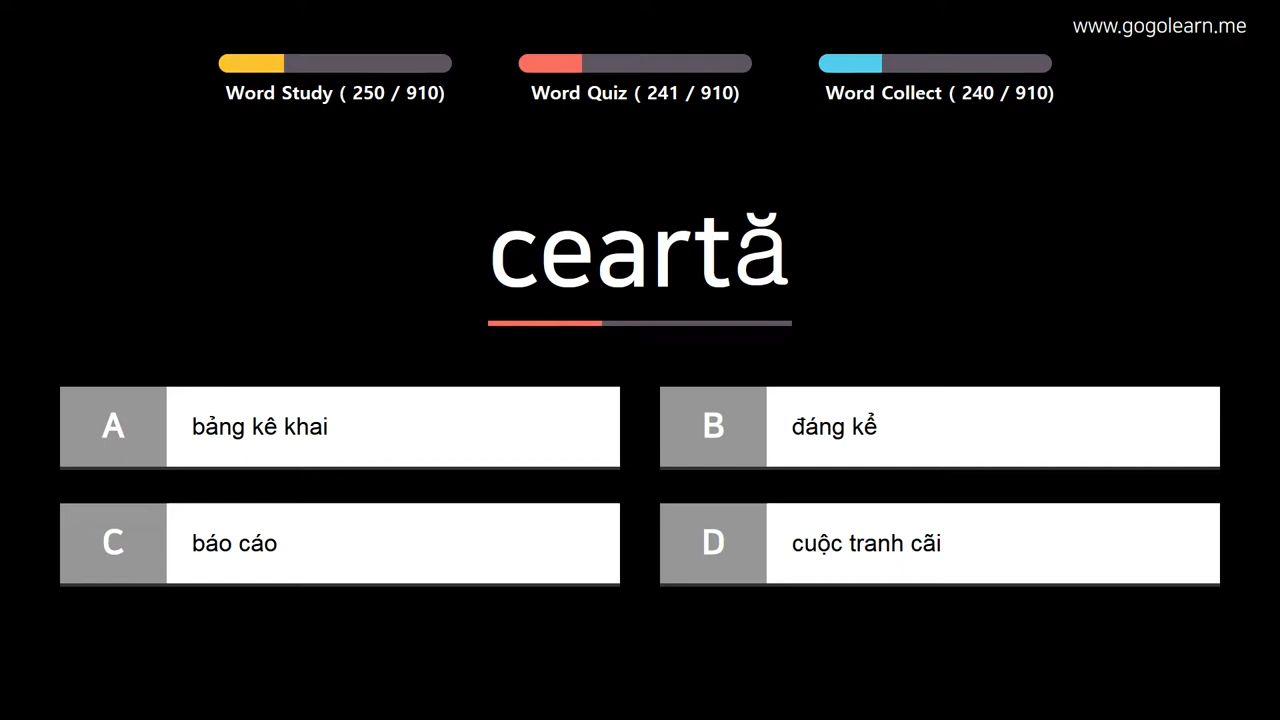 www.gogolearn.me
Word Study ( 250 / 910)
Word Quiz ( 241 / 910)
Word Collect ( 240 / 910)
ceartă
A
bảng kê khai
B
đáng kể
C
báo cáo
D
cuộc tranh cãi